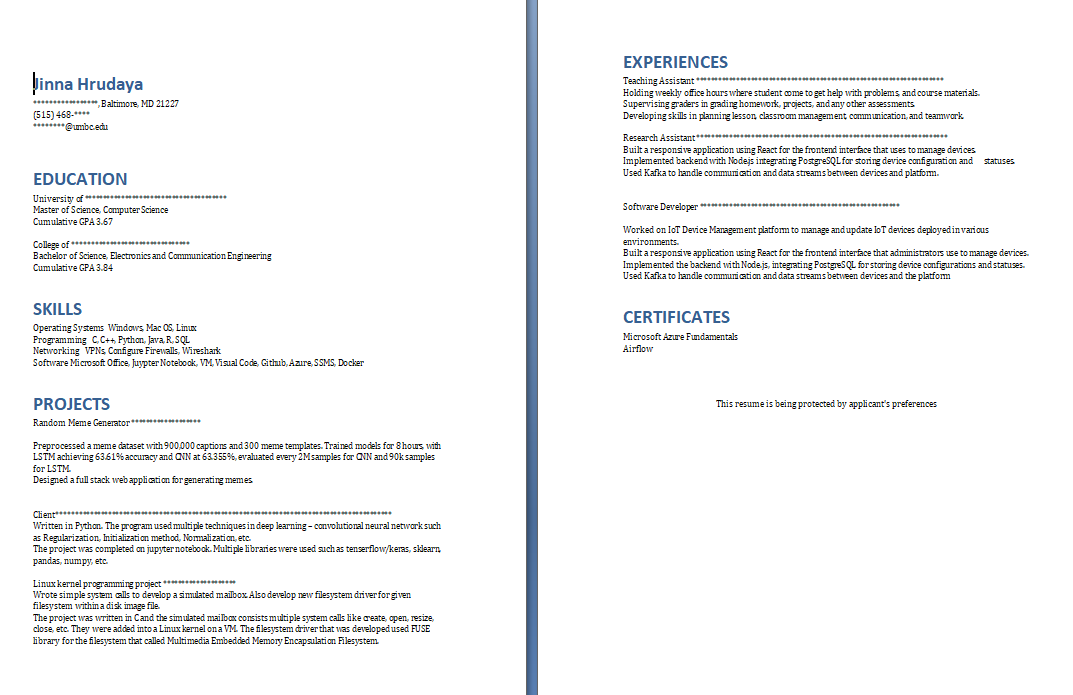 Jinna Hrudaya
*****************, Baltimore, MD 21227
(515) 468-****
********@umbc.edu
EDUCATION
University of ************************************
Master of Science, Computer Science
Cumulative GPA 3.67
College of ******************************
Bachelor of Science, Electronics and Communication Engineering
Cumulative GPA 3.84
SKILLS
Operating Systems  Windows, Mac OS, Linux
Programming  C, C++, Python, Java, R, SQL
Networking  VPNs, Configure Firewalls, Wireshark
Software Microsoft Office, Juypter Notebook, VM, Visual Code, Github, Azure, SSMS, Docker
PROJECTS
Random Meme Generator ******************
Preprocessed a meme dataset with 900,000 captions and 300 meme templates. Trained models for 8 hours, with
LSTM achieving 63.61% accuracy and CNN at 63.355%, evaluated every 2M samples for CNN and 90k samples
for LSTM.
Designed a full stack web application for generating memes.
Client*************************************************************************************
Written in Python. The program used multiple techniques in deep learning – convolutional neural network such
as Regularization, Initialization method, Normalization, etc.
The project was completed on jupyter notebook. Multiple libraries were used such as tenserflow/keras, sklearn,
pandas, numpy, etc.
Linux kernel programming project *******************
Wrote simple system calls to develop a simulated mailbox. Also develop new filesystem driver for given
filesystem within a disk image file.
The project was written in C and the simulated mailbox consists multiple system calls like create, open, resize,
close, etc. They were added into a Linux kernel on a VM. The filesystem driver that was developed used FUSE
library for the filesystem that called Multimedia Embedded Memory Encapsulation Filesystem.
EXPERIENCES
Teaching Assistant ***************************************************************
Holding weekly office hours where student come to get help with problems, and course materials.
Supervising graders in grading homework, projects, and any other assessments.
Developing skills in planning lesson, classroom management, communication, and teamwork.
Research Assistant ****************************************************************
Built a responsive application using React for the frontend interface that uses to manage devices.
Implemented backend with Node.js integrating PostgreSQL for storing device configuration and    statuses.
Used Kafka to handle communication and data streams between devices and platform.
Software Developer ***************************************************
Worked on IoT Device Management platform to manage and update IoT devices deployed in various
environments.
Built a responsive application using React for the frontend interface that administrators use to manage devices.
Implemented the backend with Node.js, integrating PostgreSQL for storing device configurations and statuses.
Used Kafka to handle communication and data streams between devices and the platform
CERTIFICATES
Microsoft Azure Fundamentals
Airflow
This resume is being protected by applicant's preferences